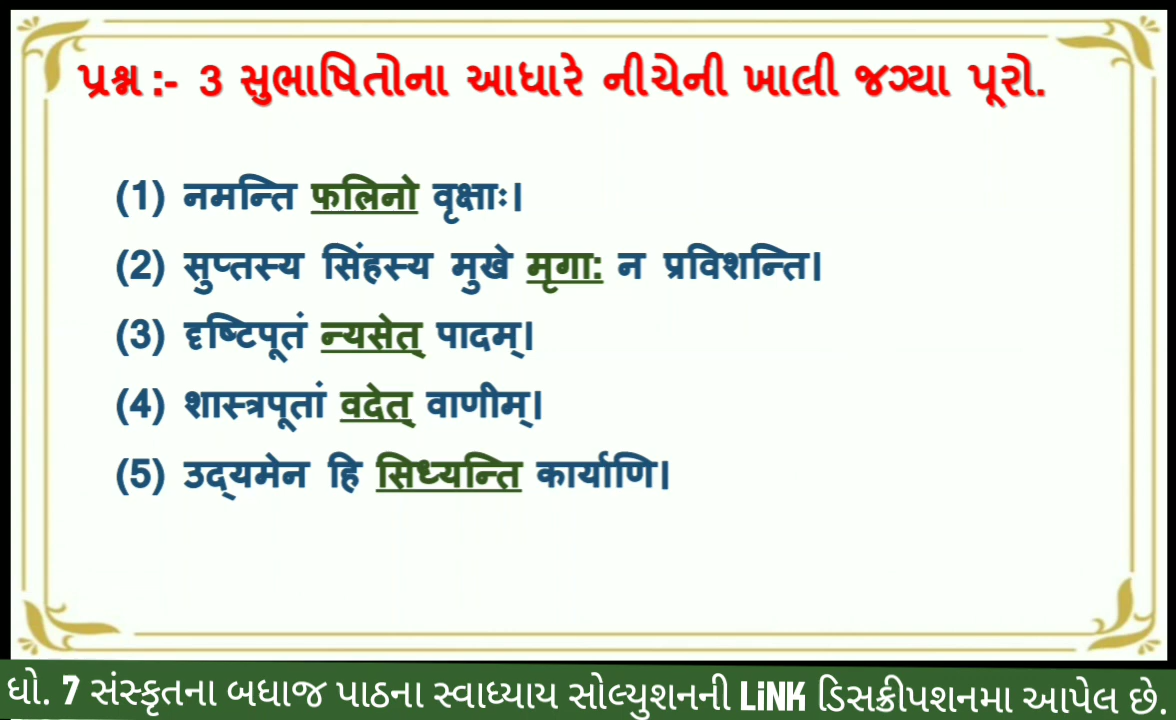 પ્રશ્ન :- 3 સુભાષિતોના આધારે નીચેની ખાલી જગ્યા પૂરો.
(1) नमन्ति फलिनो वृक्षाः।
(2) सुप्तस्य सिंहस्य मुखे मृगा: न प्रविशन्ति।
(3) दृष्टिपूतं न्यसेत् पादम्।
(4) शास्त्रपूतां वदेत् वाणीम्।
(5) उद्यमेन हि सिध्यन्ति कार्याणि।
ધો. 7 સંસ્કૃતના બધાજ પાઠના સ્વાધ્યાય સોલ્યુશનની LiNK ડિસક્રીપશનમા આપેલ છે.